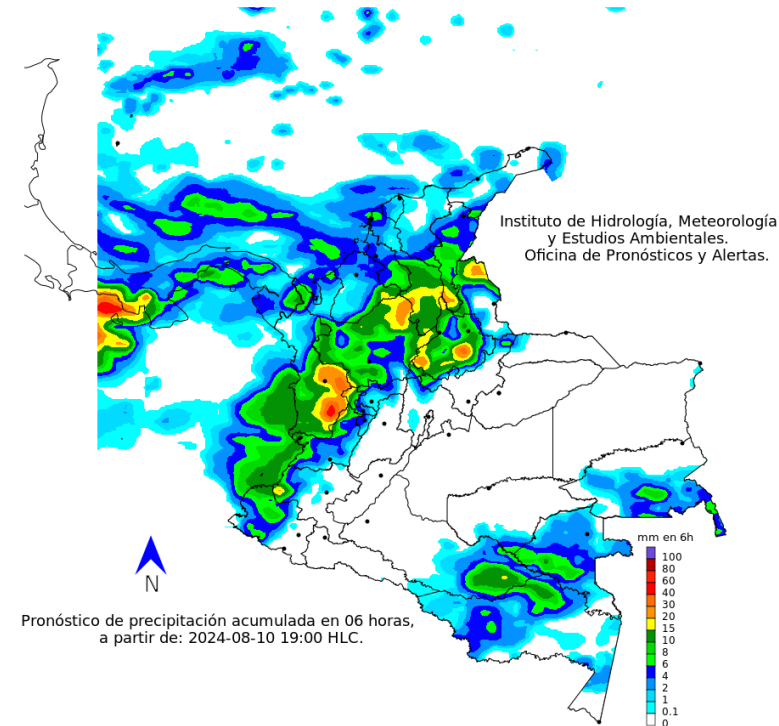 Instituto de Hidrología, Meteorología
y Estudios Ambientales.
Oficina de Pronósticos y Alertas.
mm en 6h
100
80
60
40
30
20
15
10
8
6
4
2
1
0.1
0
N
Pronóstico de precipitación acumulada en 06 horas,
a partir de: 2024-08-10 19:00 HLC.